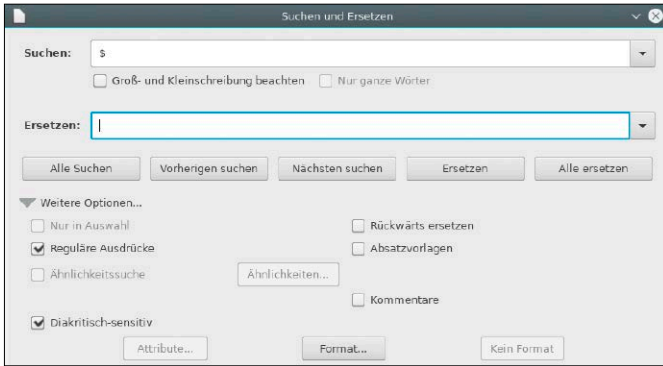 Suchen und Ersetzen
Suchen: $
Groß- und Kleinschreibung beachten Nur ganze Wörter
Ersetzen:
Alle Suchen Vorherigen suchen Nächsten suchen Ersetzen Alle ersetzen
Weitere Optionen...
Nur in Auswahl Rückwärts ersetzen
Reguläre Ausdrücke Absatzvorlagen
Ähnlichkeitssuche Ähnlichkeiten...
Kommentare
Diakritisch-sensitiv
Attribute... Format... Kein Format